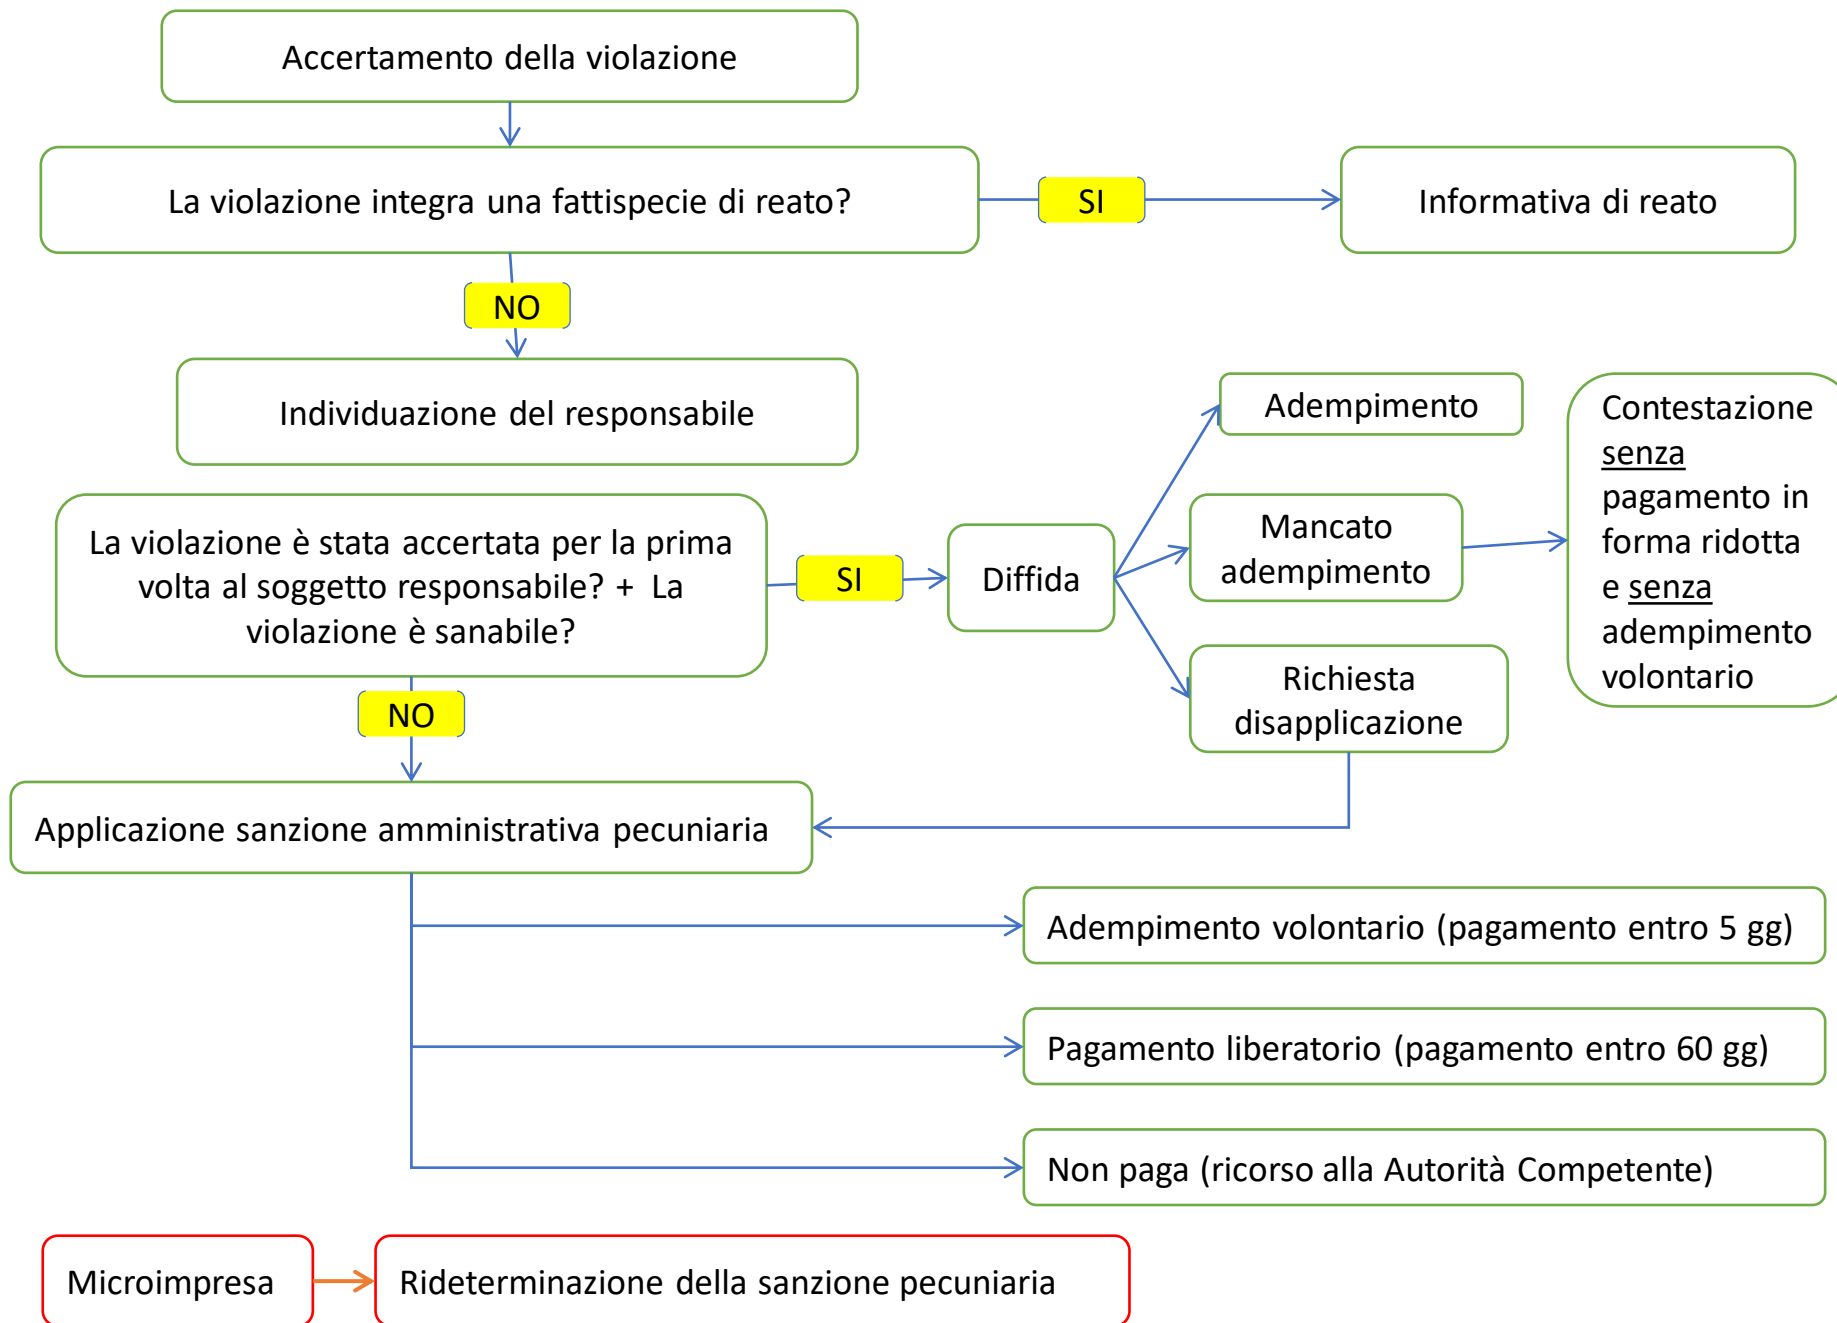 Accertamento della violazione
La violazione integra una fattispecie di reato?
SI
Informativa di reato
NO
Individuazione del responsabile
La violazione è stata accertata per la prima
volta al soggetto responsabile? + La
violazione è sanabile?
SI
Diffida
Adempimento
Mancato
adempimento
Richiesta
disapplicazione
Contestazione
senza
pagamento in
forma ridotta
e senza
adempimento
volontario
NO
Applicazione sanzione amministrativa pecuniaria
Adempimento volontario (pagamento entro 5 gg)
Pagamento liberatorio (pagamento entro 60 gg)
Non paga (ricorso alla Autorità Competente)
Microimpresa
Rideterminazione della sanzione pecuniaria